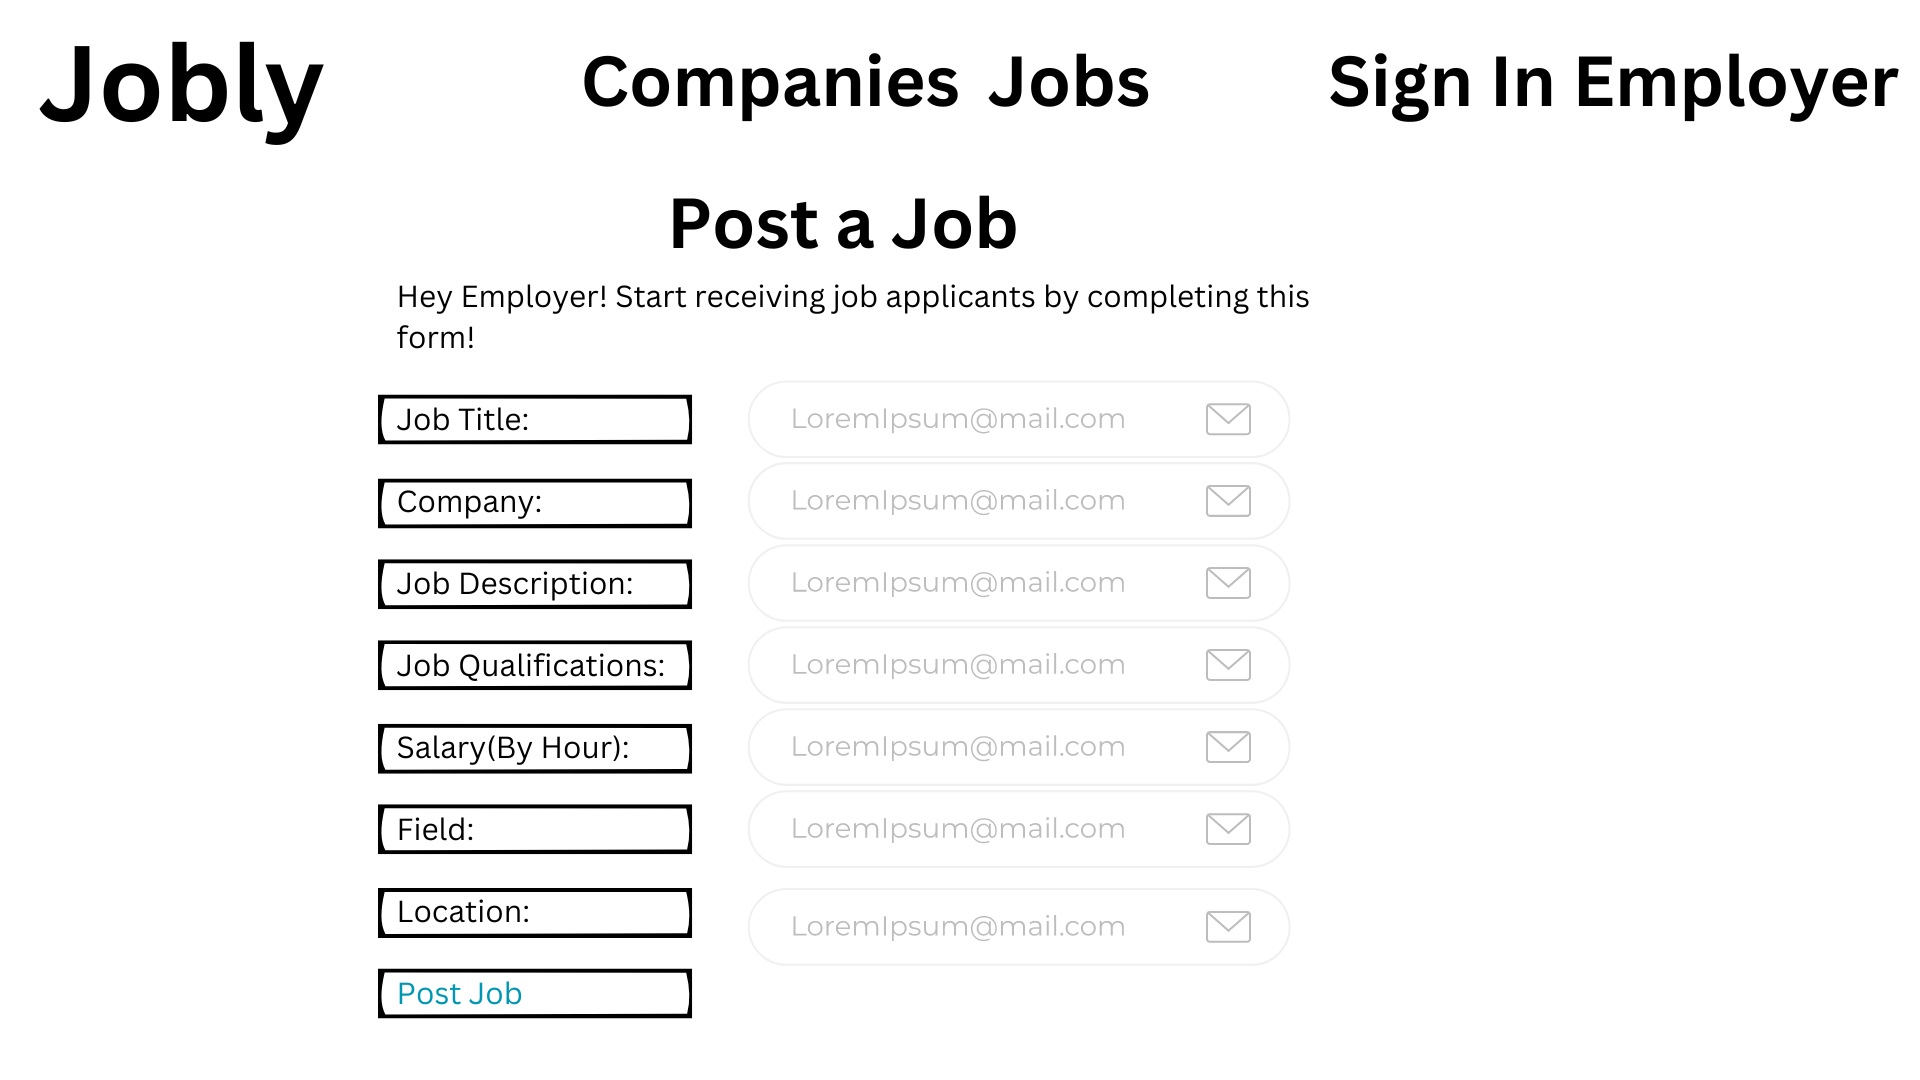 Jobly
Companies Jobs
Sign In Employer
Post a Job
Hey Employer! Start receiving job applicants by completing this
form!
Job Title:
LoremIpsum@mail.com
Company:
LoremIpsum@mail.com
Job Description:
LoremIpsum@mail.com
Job Qualifications:
LoremIpsum@mail.com
Salary(By Hour):
LoremIpsum@mail.com
Field:
LoremIpsum@mail.com
Location:
LoremIpsum@mail.com
Post Job